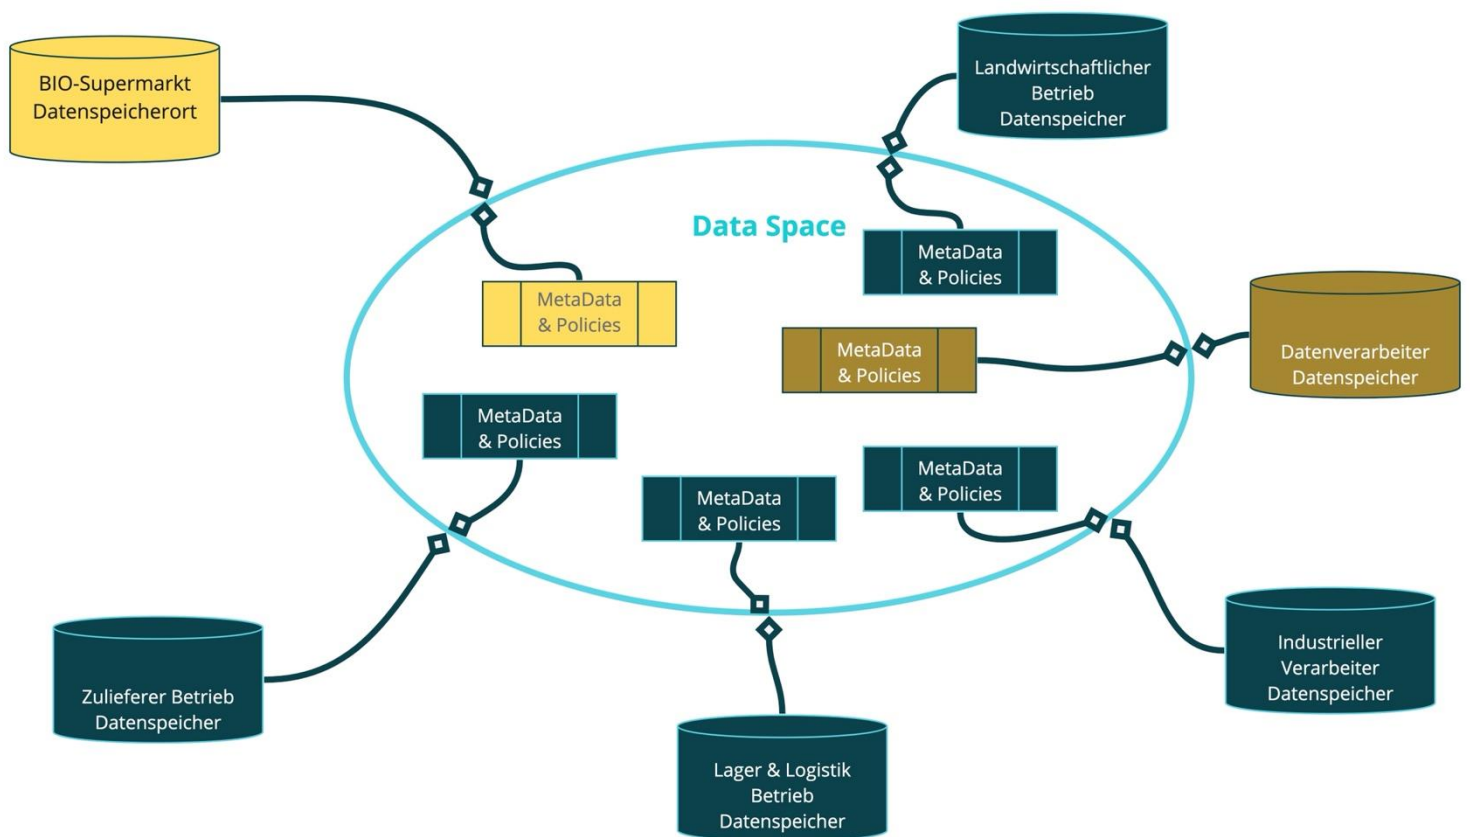 BIO-Supermarkt
Datenspeicherort
Landwirtschaftlicher
Betrieb
Datenspeicher
Data Space
MetaData
& Policies
MetaData
& Policies
MetaData
& Policies
Datenverarbeiter
Datenspeicher
MetaData
& Policies
MetaData
& Policies
MetaData
& Policies
Zulieferer Betrieb
Datenspeicher
Industrieller
Verarbeiter
Datenspeicher
Lager & Logistik
Betrieb
Datenspeicher